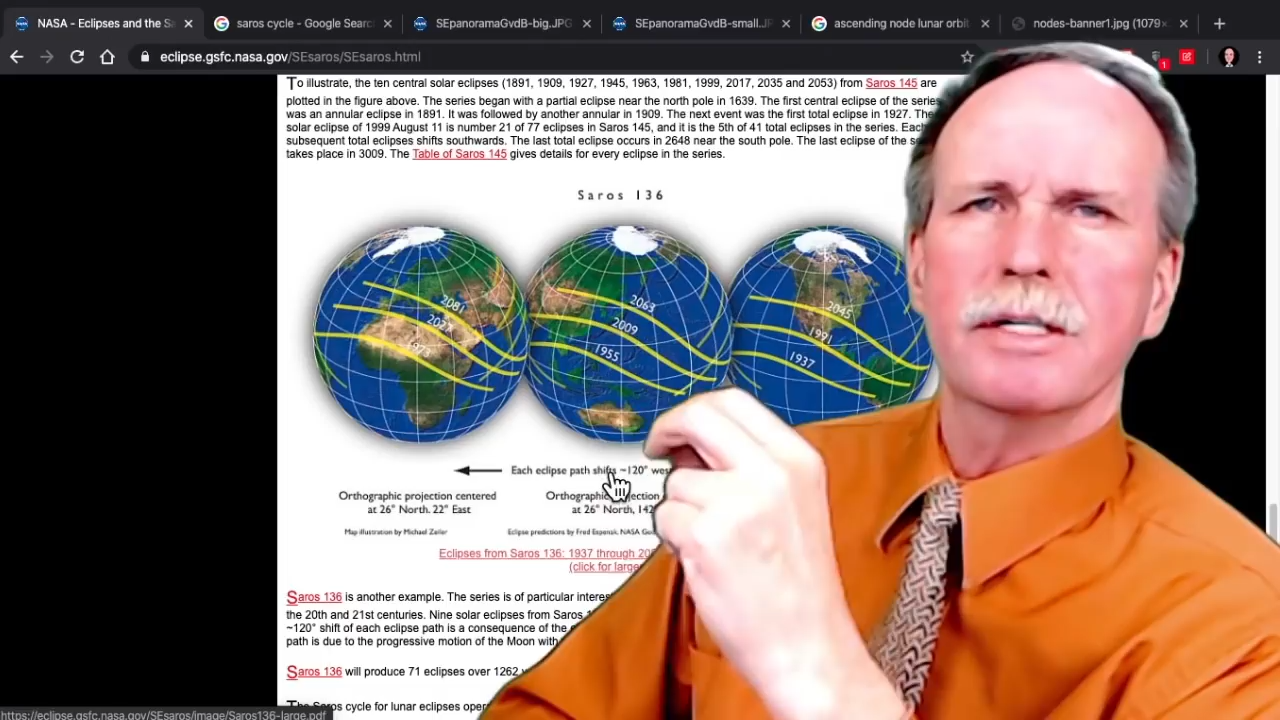 NASA - Eclipses and the Sa
saros cycle - Google Searc
SEpanoramaGvdB-big.JPG
SEpanoramaGvdB-small.JP
ascending node lunar orbit
nodes-banner1.jpg (1079×
eclipse.gsfc.nasa.gov/SEsaros/SEsaros.html
1
To illustrate, the ten central solar eclipses (1891, 1909, 1927, 1945, 1963, 1981, 1999, 2017, 2035 and 2053) from Saros 145 are
plotted in the figure above. The series began with a partial eclipse near the north pole in 1639. The first central eclipse of the series
was an annular eclipse in 1891. It was followed by another annular in 1909. The next event was the first total eclipse in 1927. The
solar eclipse of 1999 August 11 is number 21 of 77 eclipses in Saros 145, and it is the 5th of 41 total eclipses in the series. Each
subsequent total eclipses shifts southwards. The last total eclipse occurs in 2648 near the south pole. The last eclipse of the
takes place in 3009. The Table of Saros 145 gives details for every eclipse in the series.
Saros 136
2081
2027
1973
2063
2009
1955
2045
1991
1937
Each eclipse path shifts ~120° west
Orthographic projection centered
at 26° North, 22° East
Orthographic projection
at 26° North, 142°
Map illustration by Michael Zeiler
Eclipse predictions by Fred Espenak, NASA
Eclipses from Saros 136: 1937 through
(click for larger
Saros 136 is another example. The series is of particular interes
the 20th and 21st centuries. Nine solar eclipses from Saros
~120° shift of each eclipse path is a consequence of the
path is due to the progressive motion of the Moon with
Saros 136 will produce 71 eclipses over 1262
The Saros cycle for lunar eclipses
https://eclipse.gsfc.nasa.gov/SEsaros/image/Saros136-large.pdf